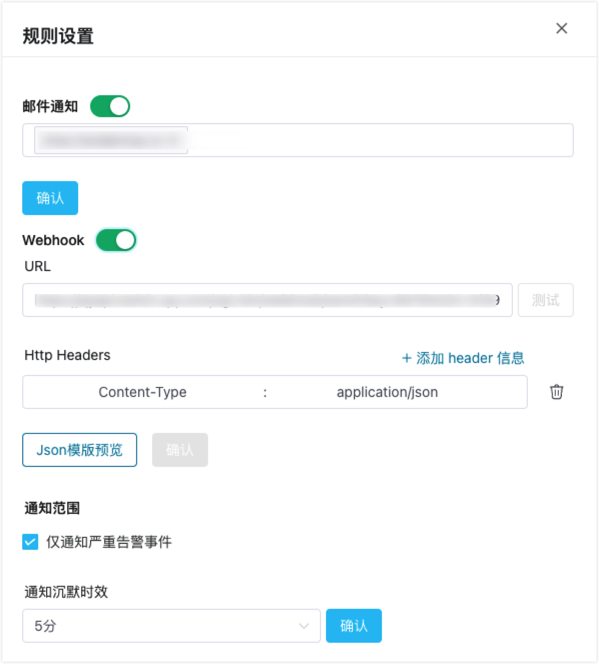 规则设置
邮件通知
确认
Webhook
URL
测试
Http Headers
+ 添加 header 信息
Content-Type : application/json
Json模版预览 确认
通知范围
仅通知严重告警事件
通知沉默时效
5分 确认